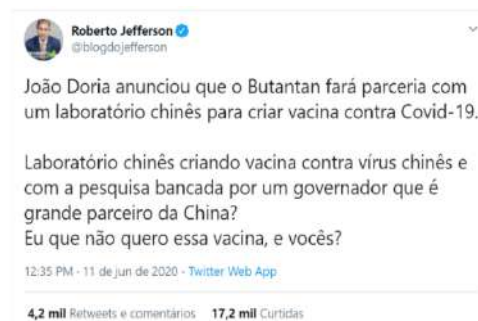 Roberto Jefferson
@blogdojefferson
João Doria anunciou que o Butantan fará parceria com
um laboratório chinês para criar vacina contra Covid-19.
Laboratório chinês criando vacina contra vírus chinês e
com a pesquisa bancada por um governador que é
grande parceiro da China?
Eu que não quero essa vacina, e vocês?
12:35 PM · 11 de jun de 2020 · Twitter Web App
4,2 mil Retweets e comentários 17,2 mil Curtidas